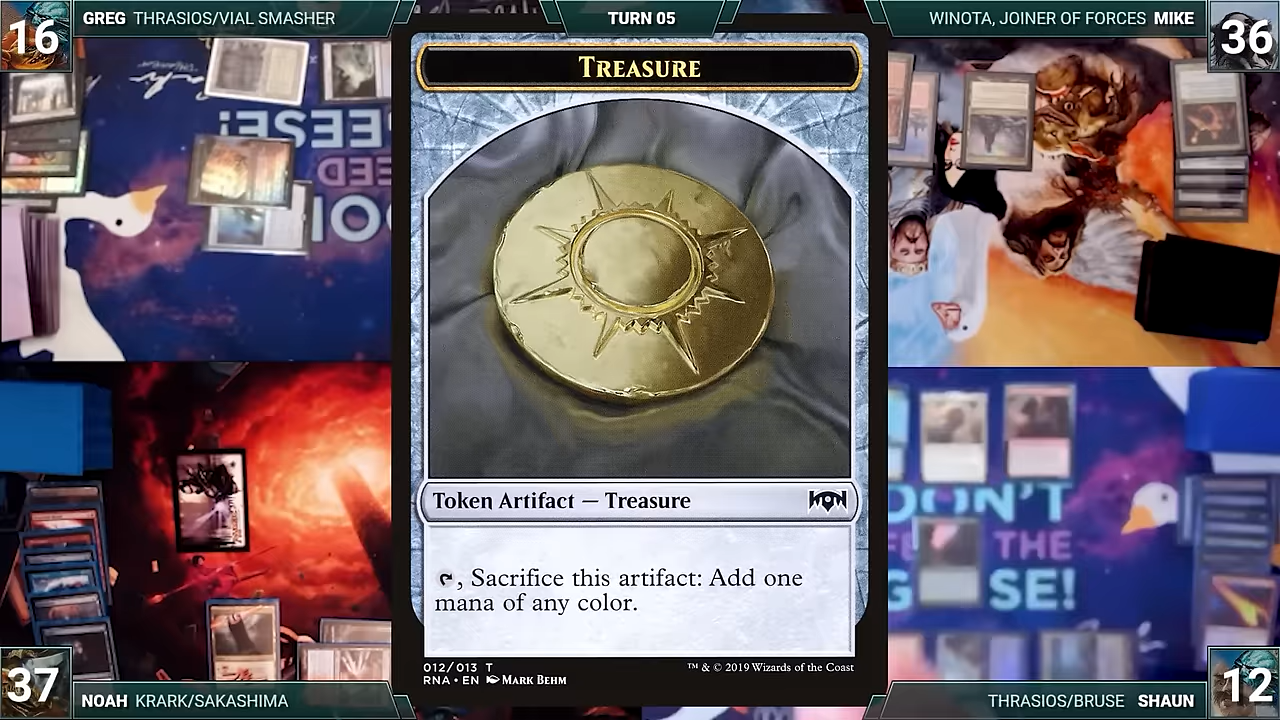 16
GREG THRASIOS/VIAL SMASHER
TURN 05
WINOTA, JOINER OF FORCES MIKE
36
TREASURE
Token Artifact — Treasure
, Sacrifice this artifact: Add one
mana of any color.
012/013 T
RNA • EN MARK BEHM
™ & © 2019 Wizards of the Coast
DON'T
THE
SE!
37
NOAH KRARK/SAKASHIMA
THRASIOS/BRUSE SHAUN
12